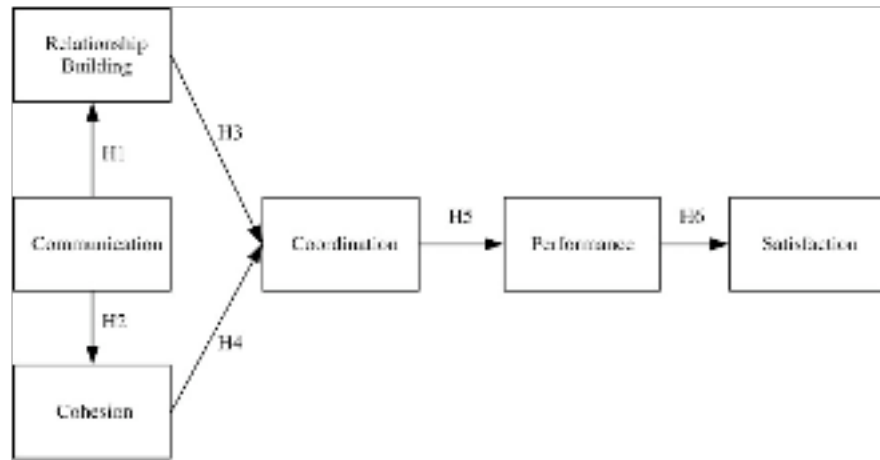 Relationship
Building
H1
H3
Communication
Coordination
H5
Performance
H6
Satisfaction
H2
H4
Cohesion